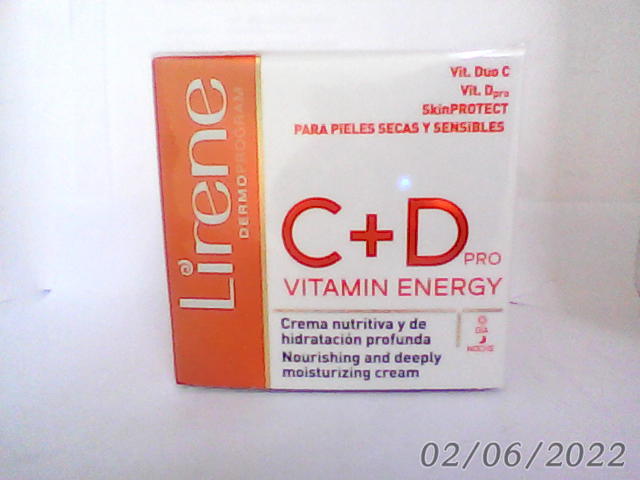 Lirene
DERMOPROGRAM
Vit. Duo C
Vit. Dpro
SkinPROTECT
PARA PIELES SECAS Y SENSIBLES
C+D PRO
VITAMIN ENERGY
Crema nutritiva y de
hidratación profunda
Nourishing and deeply
moisturizing cream
DÍA
NOCHE
02/06/2022